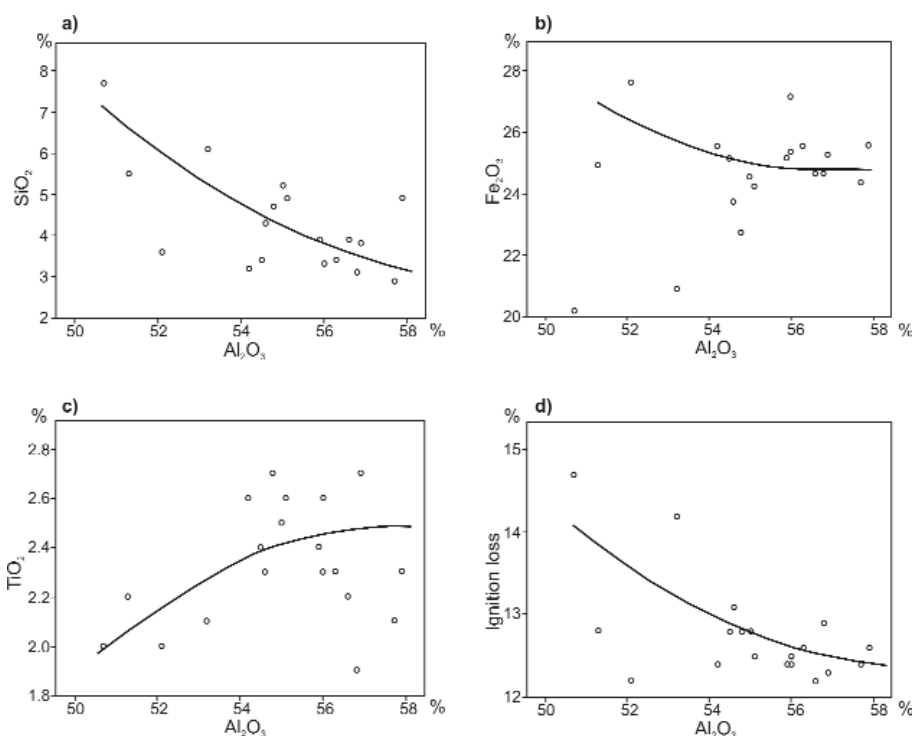 a)
%
8
7
6
5
4
3
2
SiO₂
50 52 54 56 58 %
Al₂O₃
b)
%
28
26
24
22
20
Fe₂O₃
50 52 54 56 58 %
Al₂O₃
c)
%
2.8
2.6
2.4
2.2
2.0
1.8
TiO₂
50 52 54 56 58 %
Al₂O₃
d)
%
15
14
13
12
Ignition loss
50 52 54 56 58 %
Al₂O₃